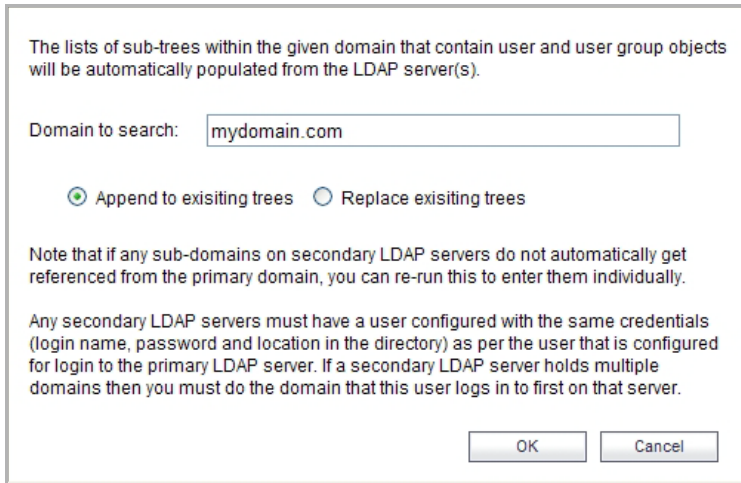 The lists of sub-trees within the given domain that contain user and user group objects
will be automatically populated from the LDAP server(s).
Domain to search: mydomain.com
Append to exisiting trees Replace exisiting trees
Note that if any sub-domains on secondary LDAP servers do not automatically get
referenced from the primary domain, you can re-run this to enter them individually.
Any secondary LDAP servers must have a user configured with the same credentials
(login name, password and location in the directory) as per the user that is configured
for login to the primary LDAP server. If a secondary LDAP server holds multiple
domains then you must do the domain that this user logs in to first on that server.
OK Cancel